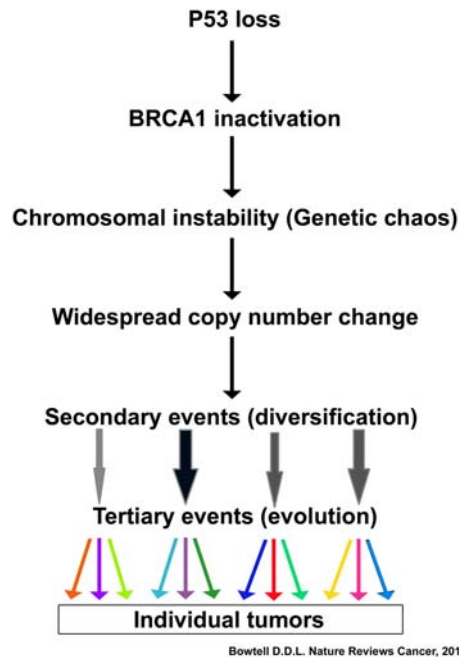 P53 loss
BRCA1 inactivation
Chromosomal instability (Genetic chaos)
Widespread copy number change
Secondary events (diversification)
Tertiary events (evolution)
Individual tumors
Bowtell D.D.L. Nature Reviews Cancer, 201